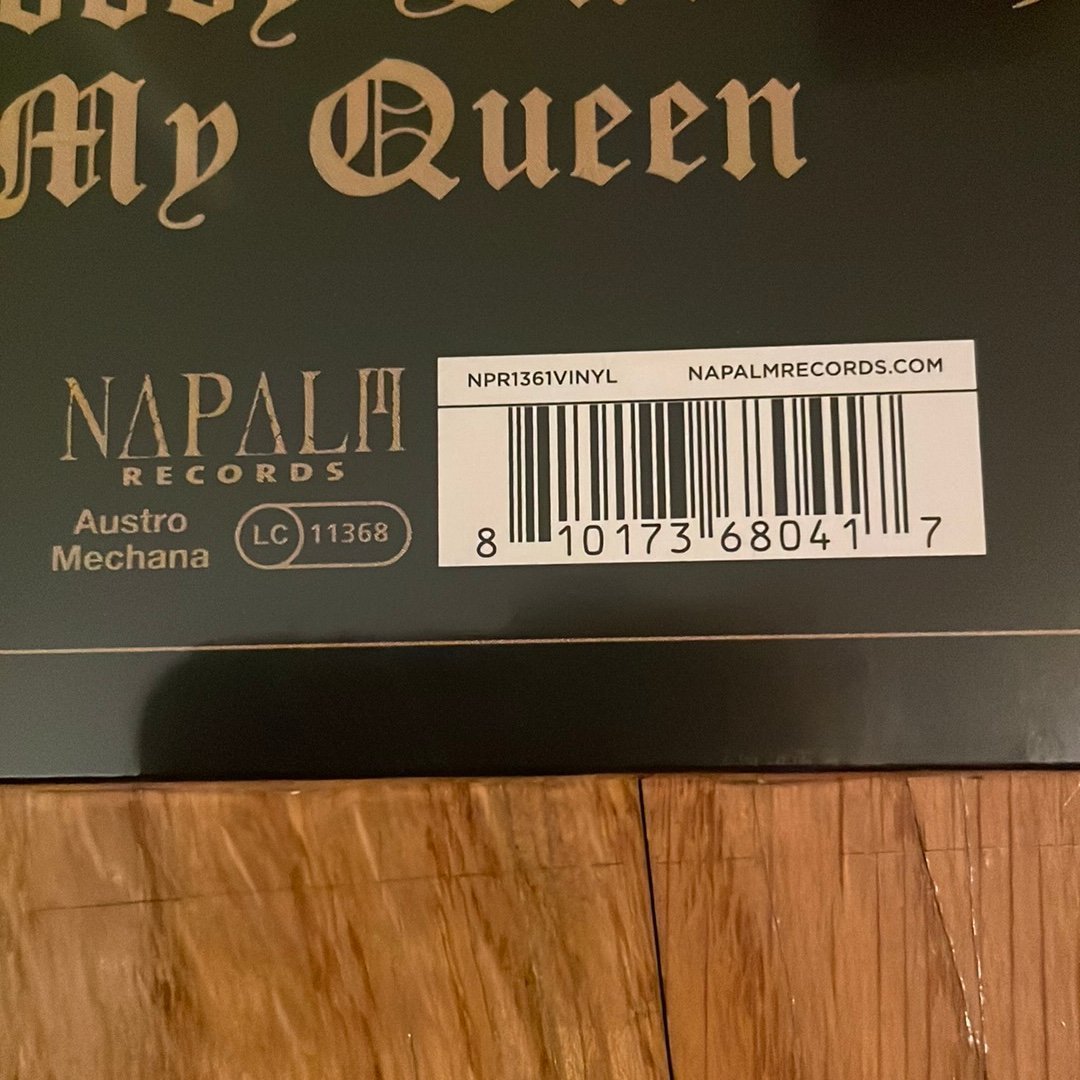 My Queen
NAPALM
RECORDS
Austro
Mechana
LC 11368
NPR1361VINYL NAPALMRECORDS.COM
8 10173 68041 7